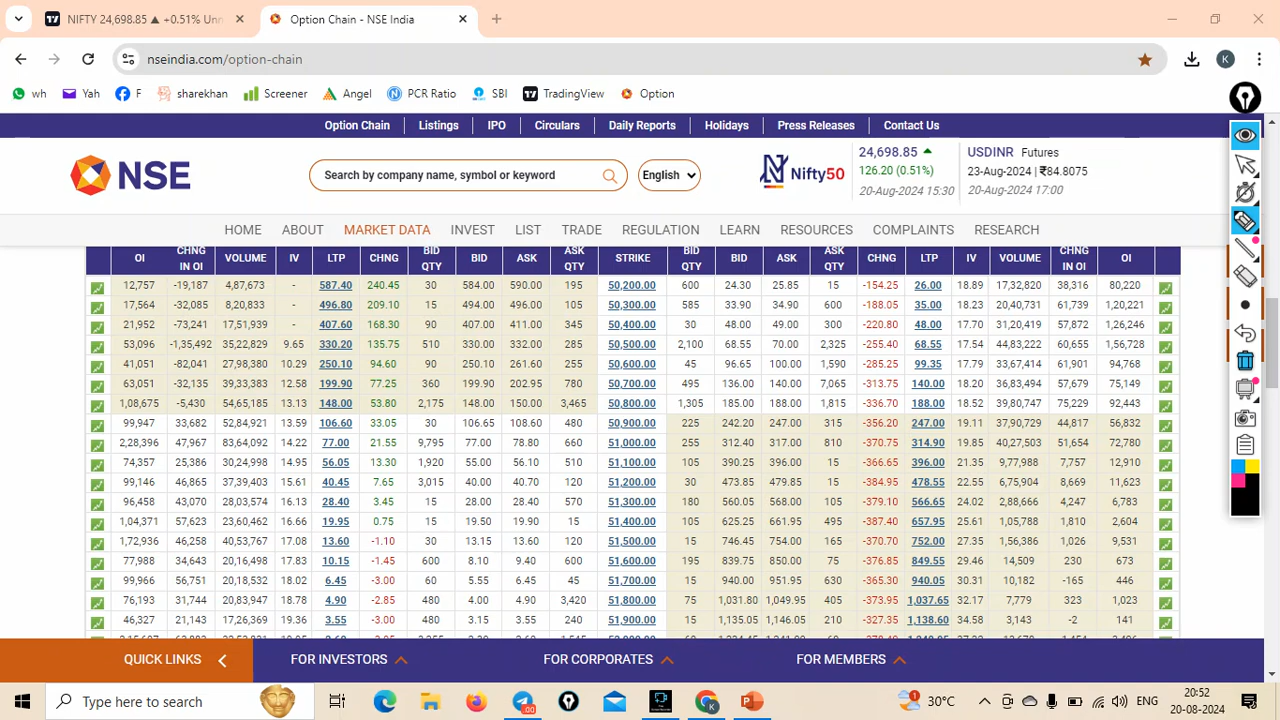 NIFTY 24,698.85 ▲ +0.51% Unn
Option Chain - NSE India
nseindia.com/option-chain
K
wh Yah F sharekhan Screener Angel PCR Ratio SBI TradingView Option
Option Chain Listings IPO Circulars Daily Reports Holidays Press Releases Contact Us
NSE
Search by company name, symbol or keyword
English
Nifty50
24,698.85
126.20 (0.51%)
20-Aug-2024 15:30
USDINR Futures
23-Aug-2024 | ₹84.8075
20-Aug-2024 17:00
HOME ABOUT MARKET DATA INVEST LIST TRADE REGULATION LEARN RESOURCES COMPLAINTS RESEARCH
OI CHNG IN OI VOLUME IV LTP CHNG BID QTY BID ASK ASK QTY STRIKE BID QTY BID ASK ASK QTY CHNG LTP IV VOLUME CHNG IN OI OI
12,757 -19,187 4,87,673 - 587.40 240.45 30 584.00 590.00 195 50,200.00 600 24.30 25.85 15 -154.25 26.00 18.89 17,32,820 38,316 80,220
17,564 -32,085 8,20,833 - 496.80 209.10 15 494.00 496.00 105 50,300.00 585 33.90 34.90 600 -188.05 35.00 18.23 20,40,731 61,739 1,20,221
21,952 -73,241 17,51,939 - 407.60 168.30 90 407.00 411.00 345 50,400.00 30 48.00 49.00 300 -220.80 48.00 17.70 31,20,419 57,872 1,26,246
53,096 -1,35,492 35,22,829 9.65 330.20 135.75 510 330.00 332.00 285 50,500.00 2,100 68.55 70.00 2,325 -255.40 68.55 17.54 44,83,222 60,655 1,56,728
41,051 -82,041 27,98,380 10.29 250.10 94.60 90 250.10 261.60 255 50,600.00 45 96.65 100.00 1,590 -285.00 99.35 17.79 33,67,414 61,901 94,768
63,051 -32,135 39,33,383 12.58 199.90 77.25 360 199.90 202.95 780 50,700.00 495 136.00 140.00 7,065 -313.75 140.00 18.20 36,83,494 57,679 75,149
1,08,675 -5,430 54,65,185 13.13 148.00 53.80 2,175 148.00 150.00 3,465 50,800.00 1,305 185.00 188.00 1,815 -336.70 188.00 18.52 39,80,747 75,229 92,443
99,947 33,682 52,84,921 13.59 106.60 33.05 30 106.65 108.60 480 50,900.00 225 242.20 247.00 315 -356.20 247.00 19.11 37,90,729 44,817 56,832
2,28,396 47,967 83,64,092 14.22 77.00 21.55 9,795 77.00 78.80 660 51,000.00 255 312.40 317.00 810 -370.75 314.90 19.85 40,27,503 51,654 72,780
74,357 25,386 30,24,998 14.95 56.05 13.30 1,920 55.00 56.10 510 51,100.00 105 390.25 396.00 15 -366.65 396.00 21.35 9,77,988 7,757 12,910
99,146 46,865 37,39,403 15.61 40.45 7.65 3,015 40.00 40.70 120 51,200.00 30 473.85 479.85 15 -384.95 478.55 22.55 6,75,904 8,669 11,623
96,458 43,070 28,03,574 16.13 28.40 3.45 15 28.00 28.40 570 51,300.00 180 560.05 568.00 105 -379.10 566.65 24.02 2,88,666 4,247 6,783
1,04,371 57,623 23,60,462 16.66 19.95 0.75 15 19.50 19.90 15 51,400.00 105 625.25 661.95 495 -387.40 657.95 25.61 1,05,788 1,810 2,604
1,72,936 46,258 40,53,767 17.08 13.60 -1.10 30 13.15 13.60 120 51,500.00 15 746.45 754.00 15 -370.70 752.00 27.15 1,56,386 1,026 9,531
77,988 34,643 20,16,498 17.83 10.15 -1.45 600 8.10 9.40 600 51,600.00 195 839.75 850.00 75 -376.85 849.55 29.46 14,509 230 673
99,966 56,751 20,18,532 18.02 6.45 -3.00 60 5.55 6.45 45 51,700.00 15 940.00 951.95 630 -365.30 940.05 30.31 10,182 -165 446
76,193 31,744 20,83,947 18.78 4.90 -2.85 480 4.00 4.90 3,420 51,800.00 75 1,031.80 1,049.95 405 -373.95 1,037.65 32.17 7,779 323 1,023
46,327 21,143 17,26,369 19.36 3.55 -3.00 480 3.15 3.55 240 51,900.00 15 1,135.05 1,146.05 210 -327.35 1,138.60 34.58 3,143 -2 141
QUICK LINKS FOR INVESTORS FOR CORPORATES FOR MEMBERS
Type here to search
30°C ENG 20:52
20-08-2024